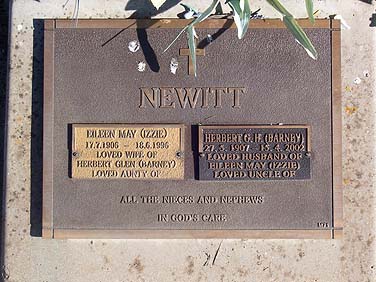 NEWITT
EILEEN MAY (IZZIE)
17.7.1906 - 18.6.1996
LOVED WIFE OF
HERBERT GLEN (BARNEY)
LOVED AUNTY OF
HERBERT G. H. (BARNEY)
27. 5. 1907 - 15. 4. 2002
LOVED HUSBAND OF
EILEEN MAY (IZZIE)
LOVED UNCLE OF
ALL THE NIECES AND NEPHEWS
IN GOD'S CARE